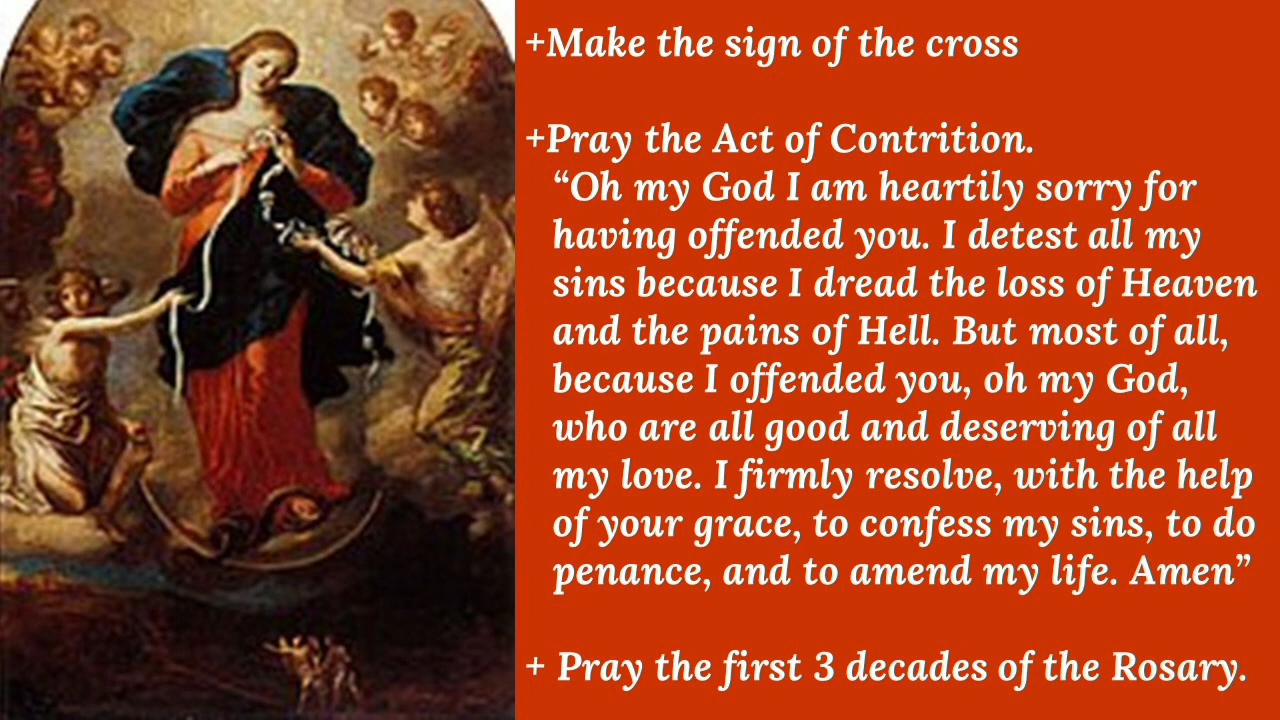 +Make the sign of the cross
+Pray the Act of Contrition.
“Oh my God I am heartily sorry for
having offended you. I detest all my
sins because I dread the loss of Heaven
and the pains of Hell. But most of all,
because I offended you, oh my God,
who are all good and deserving of all
my love. I firmly resolve, with the help
of your grace, to confess my sins, to do
penance, and to amend my life. Amen”
+ Pray the first 3 decades of the Rosary.